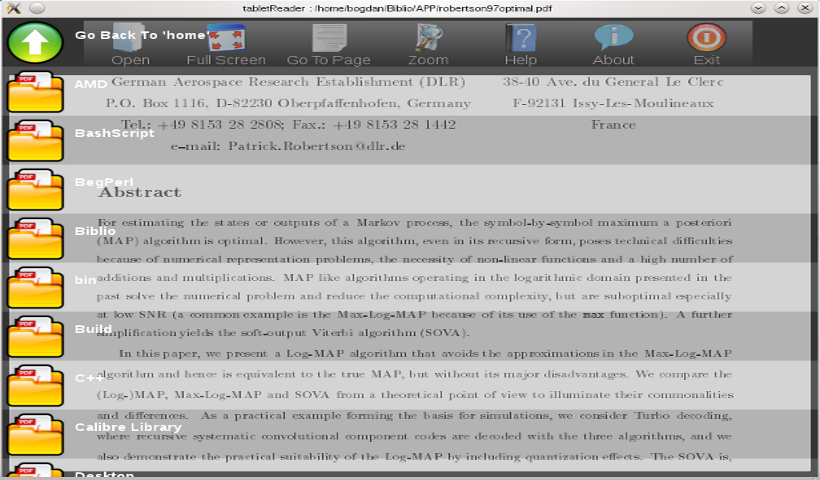 tabletReader : /home/bogdan/Biblio/APP/robertson97optimal.pdf
Go Back To 'home'
Open Full Screen Go To Page Zoom Help About Exit
AMD
BashScript
BegPerl
Biblio
bin
Build
C++
Calibre Library
Desktop
German Aerospace Research Establishment (DLR) 38-40 Ave. du General Le Clerc
P.O. Box 1116, D-82230 Oberpfaffenhofen, Germany F-92131 Issy-Les-Moulineaux
Tel.: +49 8153 28 2808; Fax.: +49 8153 28 1442 France
e-mail: Patrick.Robertson@dlr.de
Abstract
For estimating the states or outputs of a Markov process, the symbol-by-symbol maximum a posteriori
(MAP) algorithm is optimal. However, this algorithm, even in its recursive form, poses technical difficulties
because of numerical representation problems, the necessity of non-linear functions and a high number of
additions and multiplications. MAP like algorithms operating in the logarithmic domain presented in the
past solve the numerical problem and reduce the computational complexity, but are suboptimal especially
at low SNR (a common example is the Max-Log-MAP because of its use of the max function). A further
simplification yields the soft-output Viterbi algorithm (SOVA).
In this paper, we present a Log-MAP algorithm that avoids the approximations in the Max-Log-MAP
algorithm and hence is equivalent to the true MAP, but without its major disadvantages. We compare the
(Log-)MAP, Max-Log-MAP and SOVA from a theoretical point of view to illuminate their commonalities
and differences. As a practical example forming the basis for simulations, we consider Turbo decoding,
where recursive systematic convolutional component codes are decoded with the three algorithms, and we
also demonstrate the practical suitability of the Log-MAP by including quantization effects. The SOVA is,
PDF
PDF
PDF
PDF
PDF
PDF
PDF
PDF
PDF